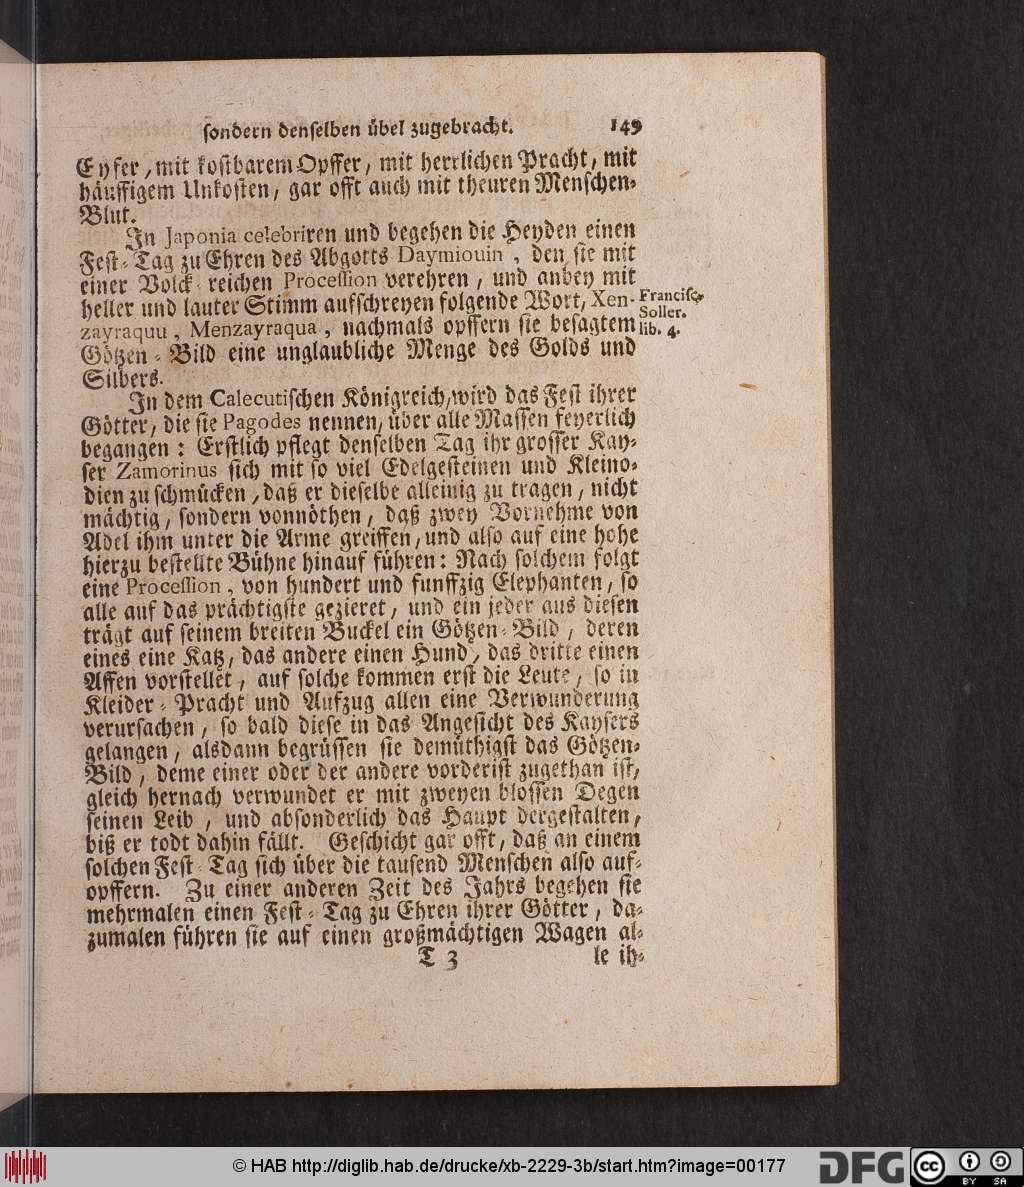 sondern denselben übel zugebracht. 149
Eyfer, mit kostbarem Opffer, mit herrlichen Pracht, mit
häuffigem Unkosten, gar offt auch mit theuren Menschen-
Blut.
In Japonia celebriren und begehen die Heyden einen
Fest-Tag zu Ehren des Abgotts Daymiouin, den sie mit
einer Volck-reichen Procession verehren, und anbey mit
heller und lauter Stimm aufschreyen folgende Wort, Xen-
zayraquu, Menzayraqua, nachmals opffern sie besagtem
Götzen-Bild eine unglaubliche Menge des Golds und
Silbers.
Francisc.
Soller.
lib. 4.
In dem Calecutischen Königreich, wird das Fest ihrer
Götter, die sie Pagodes nennen, über alle Massen feyerlich
begangen: Erstlich pflegt denselben Tag ihr grosser Kay-
ser Zamorinus sich mit so viel Edelgesteinen und Kleino-
dien zu schmücken, daß er dieselbe alleinig zu tragen, nicht
mächtig, sondern vonnöthen, daß zwey Vornehme von
Adel ihm unter die Arme greiffen, und also auf eine hohe
hierzu bestellte Bühne hinauf führen: Nach solchem folgt
eine Procession, von hundert und funffzig Elephanten, so
alle auf das prächtigste gezieret, und ein jeder aus diesen
trägt auf seinem breiten Buckel ein Götzen-Bild, deren
eines eine Katz, das andere einen Hund, das dritte einen
Affen vorstellet, auf solche kommen erst die Leute, so in
Kleider-Pracht und Aufzug allen eine Verwunderung
verursachen, so bald diese in das Angesicht des Kaysers
gelangen, alsdann begrüssen sie demüthigst das Götzen-
Bild, deme einer oder der andere vorderist zugethan ist,
gleich hernach verwundet er mit zweyen blossen Degen
seinen Leib, und absonderlich das Haupt dergestalten,
biß er todt dahin fällt. Geschicht gar offt, daß an einem
solchen Fest-Tag sich über die tausend Menschen also auf-
opffern. Zu einer anderen Zeit des Jahrs begehen sie
mehrmalen einen Fest-Tag zu Ehren ihrer Götter, da-
zumalen führen sie auf einen großmächtigen Wagen al-
T 3 le ih-
© HAB http://diglib.hab.de/drucke/xb-2229-3b/start.htm?image=00177
DFG
cc BY SA